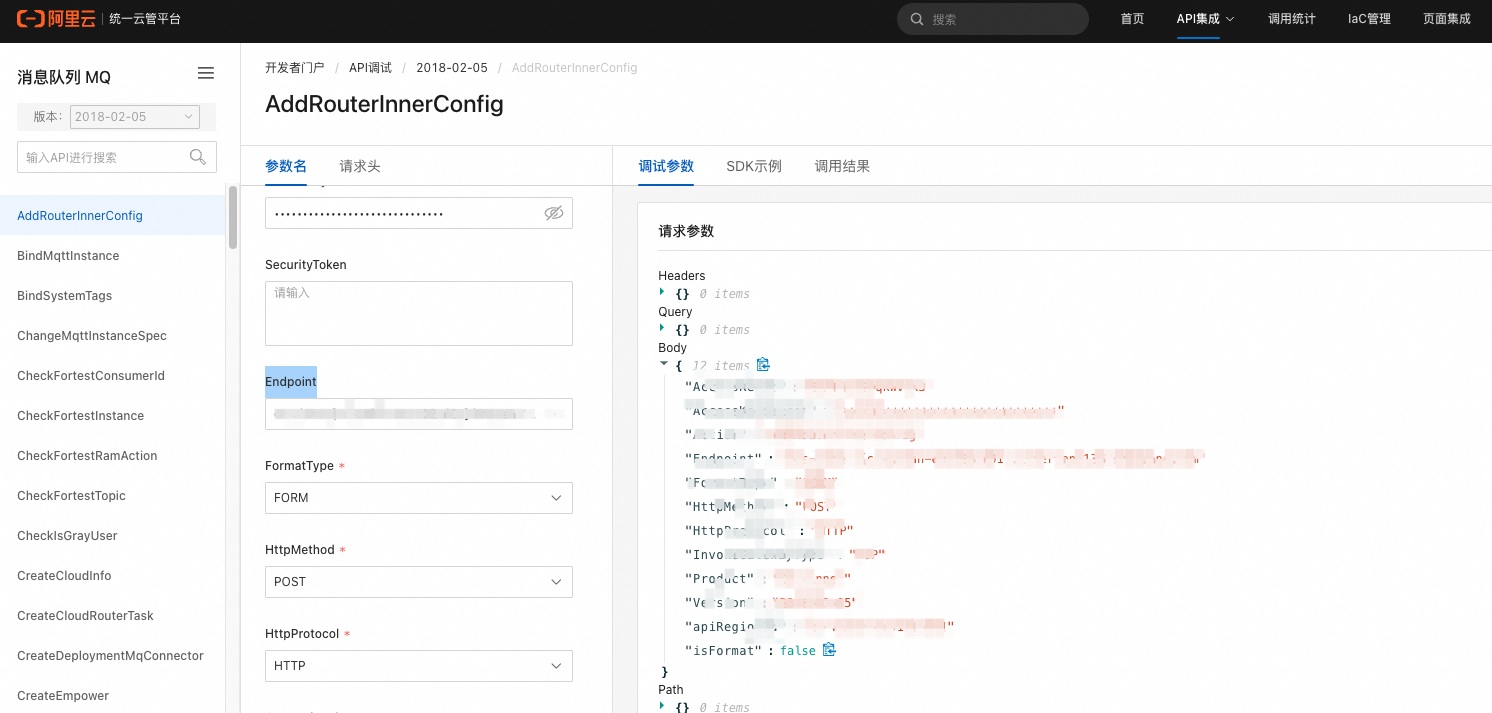 阿里云 统一云管平台 搜索 首页 API集成 调用统计 IaC管理 页面集成
消息队列 MQ
版本: 2018-02-05
输入API进行搜索
AddRouterInnerConfig
BindMqttInstance
BindSystemTags
ChangeMqttInstanceSpec
CheckFortestConsumerId
CheckFortestInstance
CheckFortestRamAction
CheckFortestTopic
CheckIsGrayUser
CreateCloudInfo
CreateCloudRouterTask
CreateDeploymentMqConnector
CreateEmpower
开发者门户 / API调试 / 2018-02-05 / AddRouterInnerConfig
AddRouterInnerConfig
参数名 请求头
SecurityToken
请输入
Endpoint
FormatType *
FORM
HttpMethod *
POST
HttpProtocol *
HTTP
调试参数 SDK示例 调用结果
请求参数
Headers
{} 0 items
Query
{} 0 items
Body
{ 12 items
"Endpoint" :
"Product" :
"Version" :
"isFormat" : false
}
Path
{} 0 items